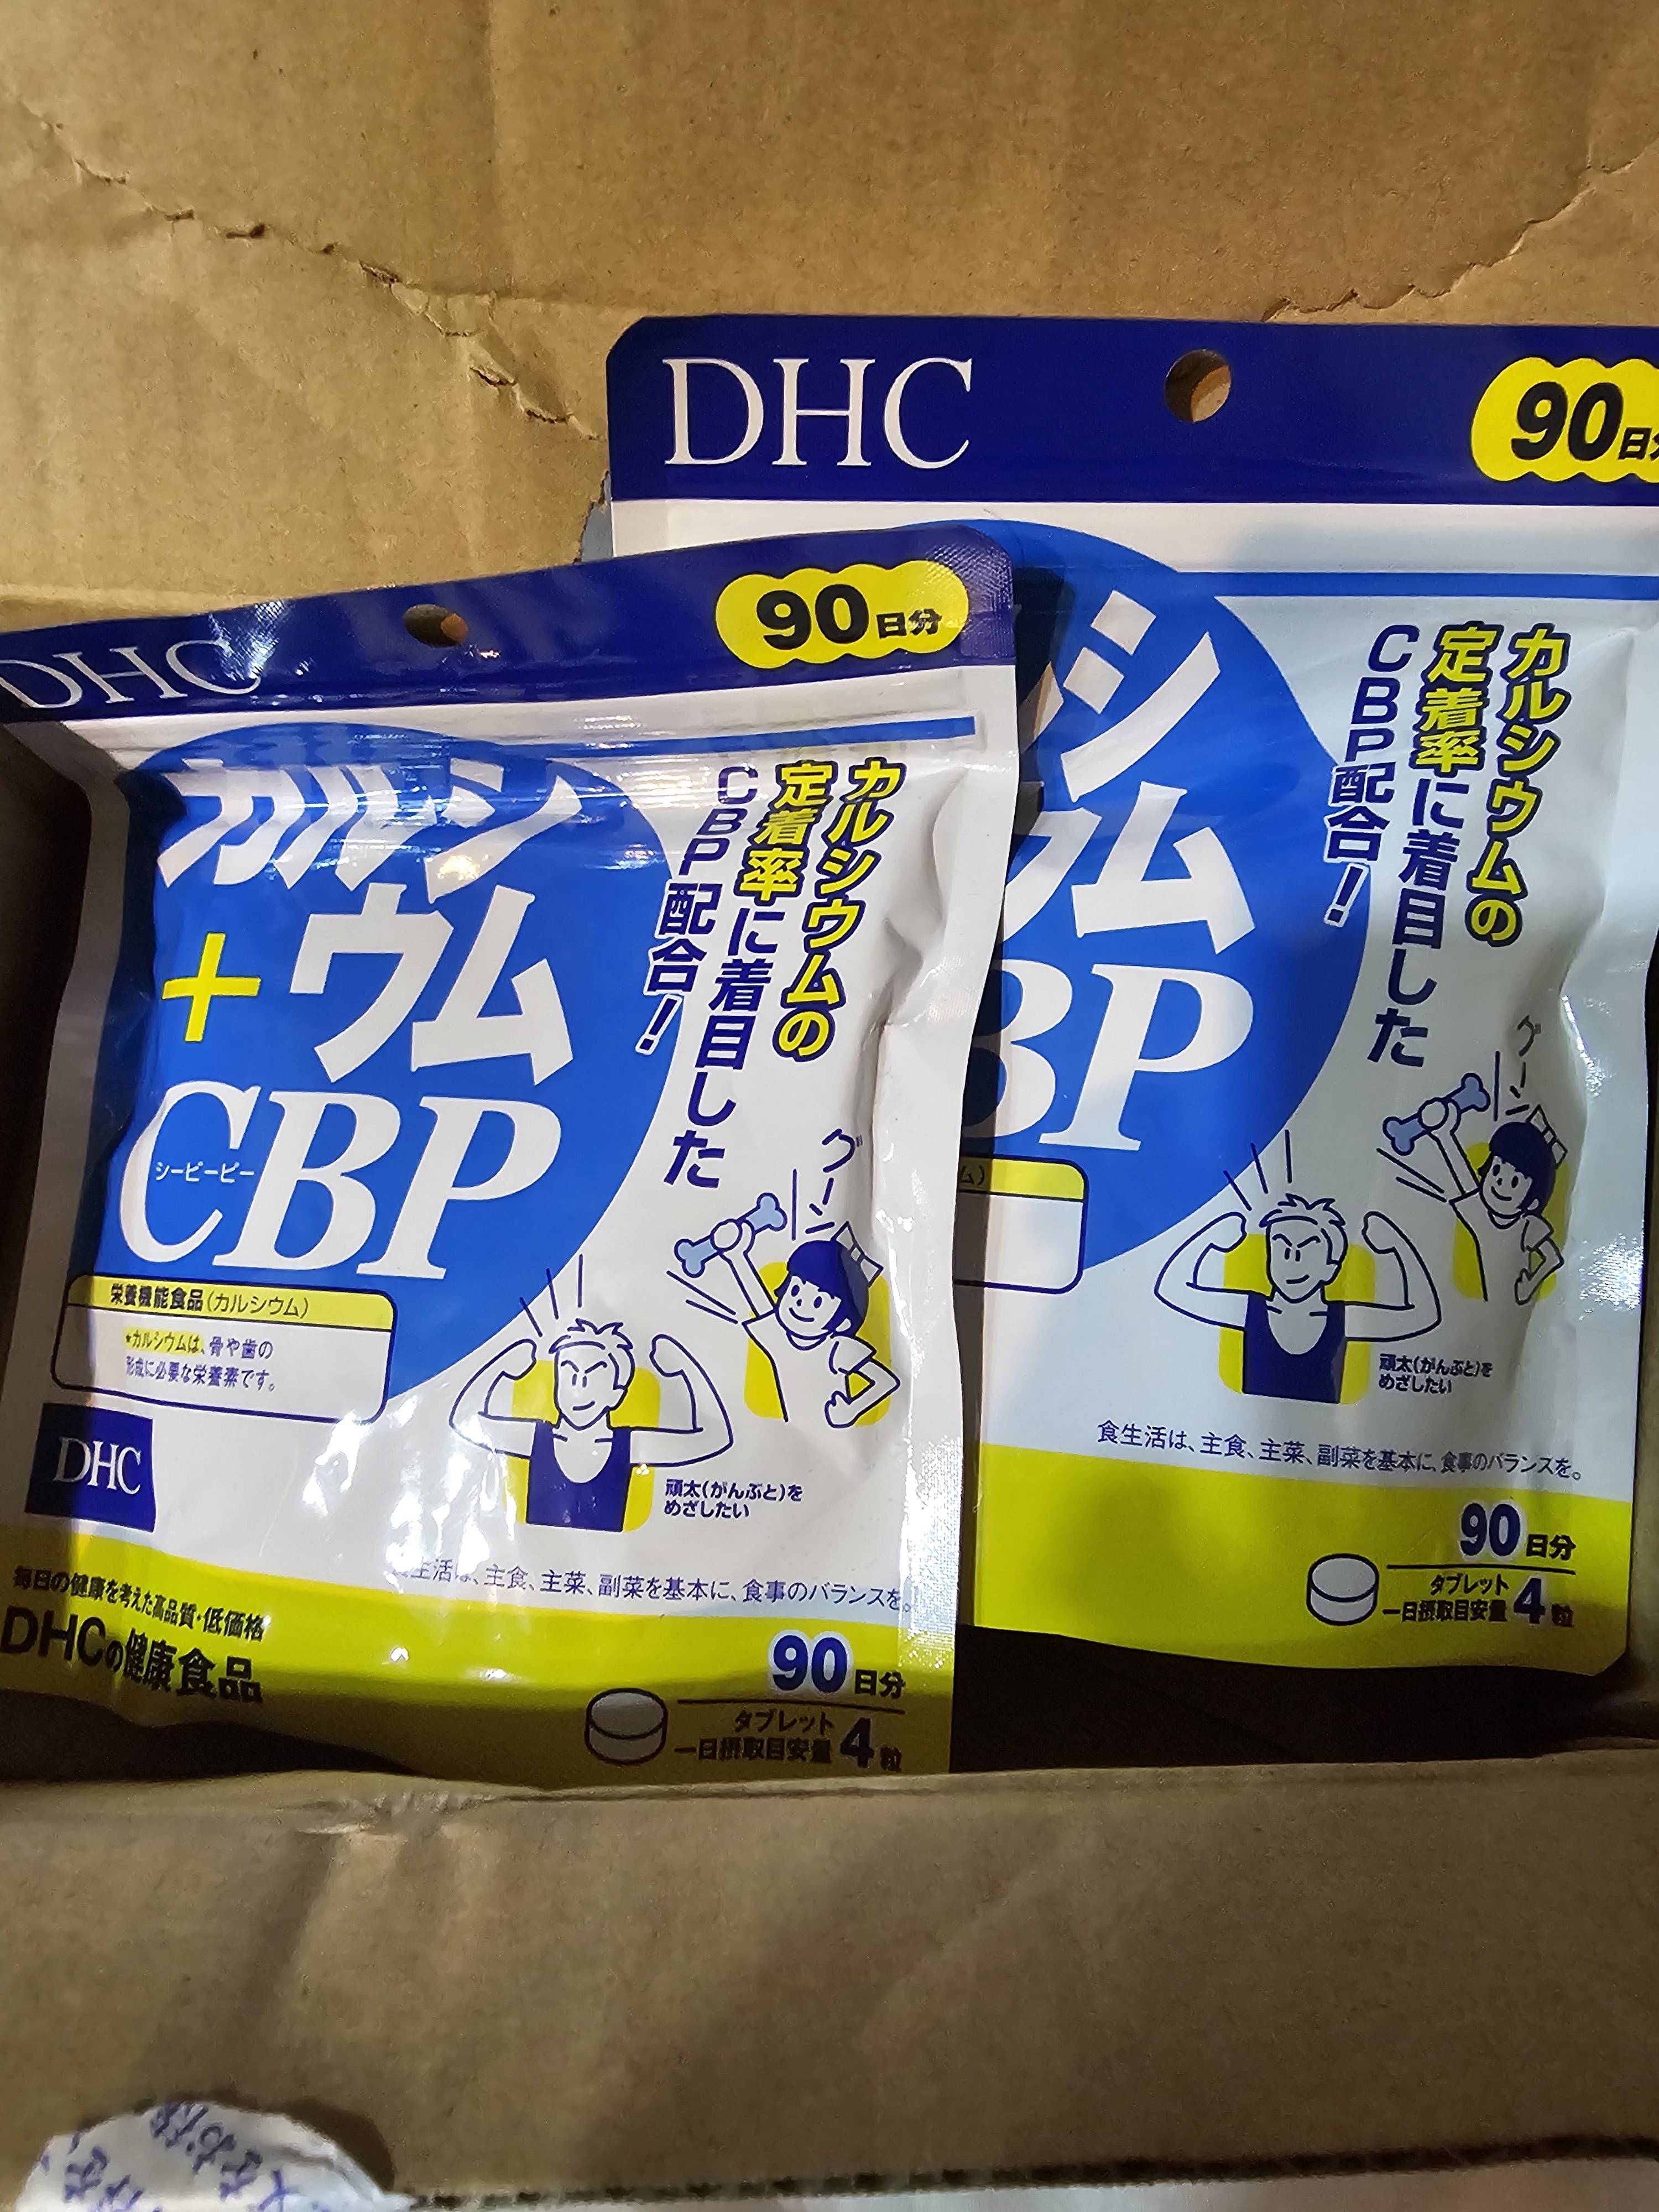 DHC
90日分
カルシ
ウム
+
CBP
シーピーピー
カルシウムの
定着率に着目した
CBP配合!
グーン
栄養機能食品(カルシウム)
*カルシウムは、骨や歯の
形成に必要な栄養素です。
DHC
頑太(がんぶと)を
めざしたい
生活は、主食、主菜、副菜を基本に、食事のバランスを。
毎日の健康を考えた高品質・低価格
DHCの健康食品
90日分
タブレット
一日摂取目安量4粒
DHC
90日分
シ
ウム
BP
カルシウムの
定着率に着目した
CBP配合!
グーン
ム)
頑太(がんぶと)を
めざしたい
食生活は、主食、主菜、副菜を基本に、食事のバランスを。
90日分
タブレット
一日摂取目安量4粒